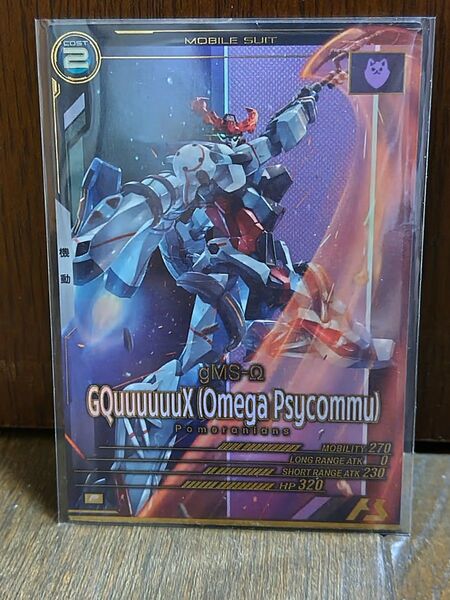 COST
2
MOBILE SUIT
機動
gMS-Ω
GQuuuuuuX (Omega Psycommu)
Pomeranians
MOBILITY 270
LONG RANGE ATK 0
SHORT RANGE ATK 230
HP 320